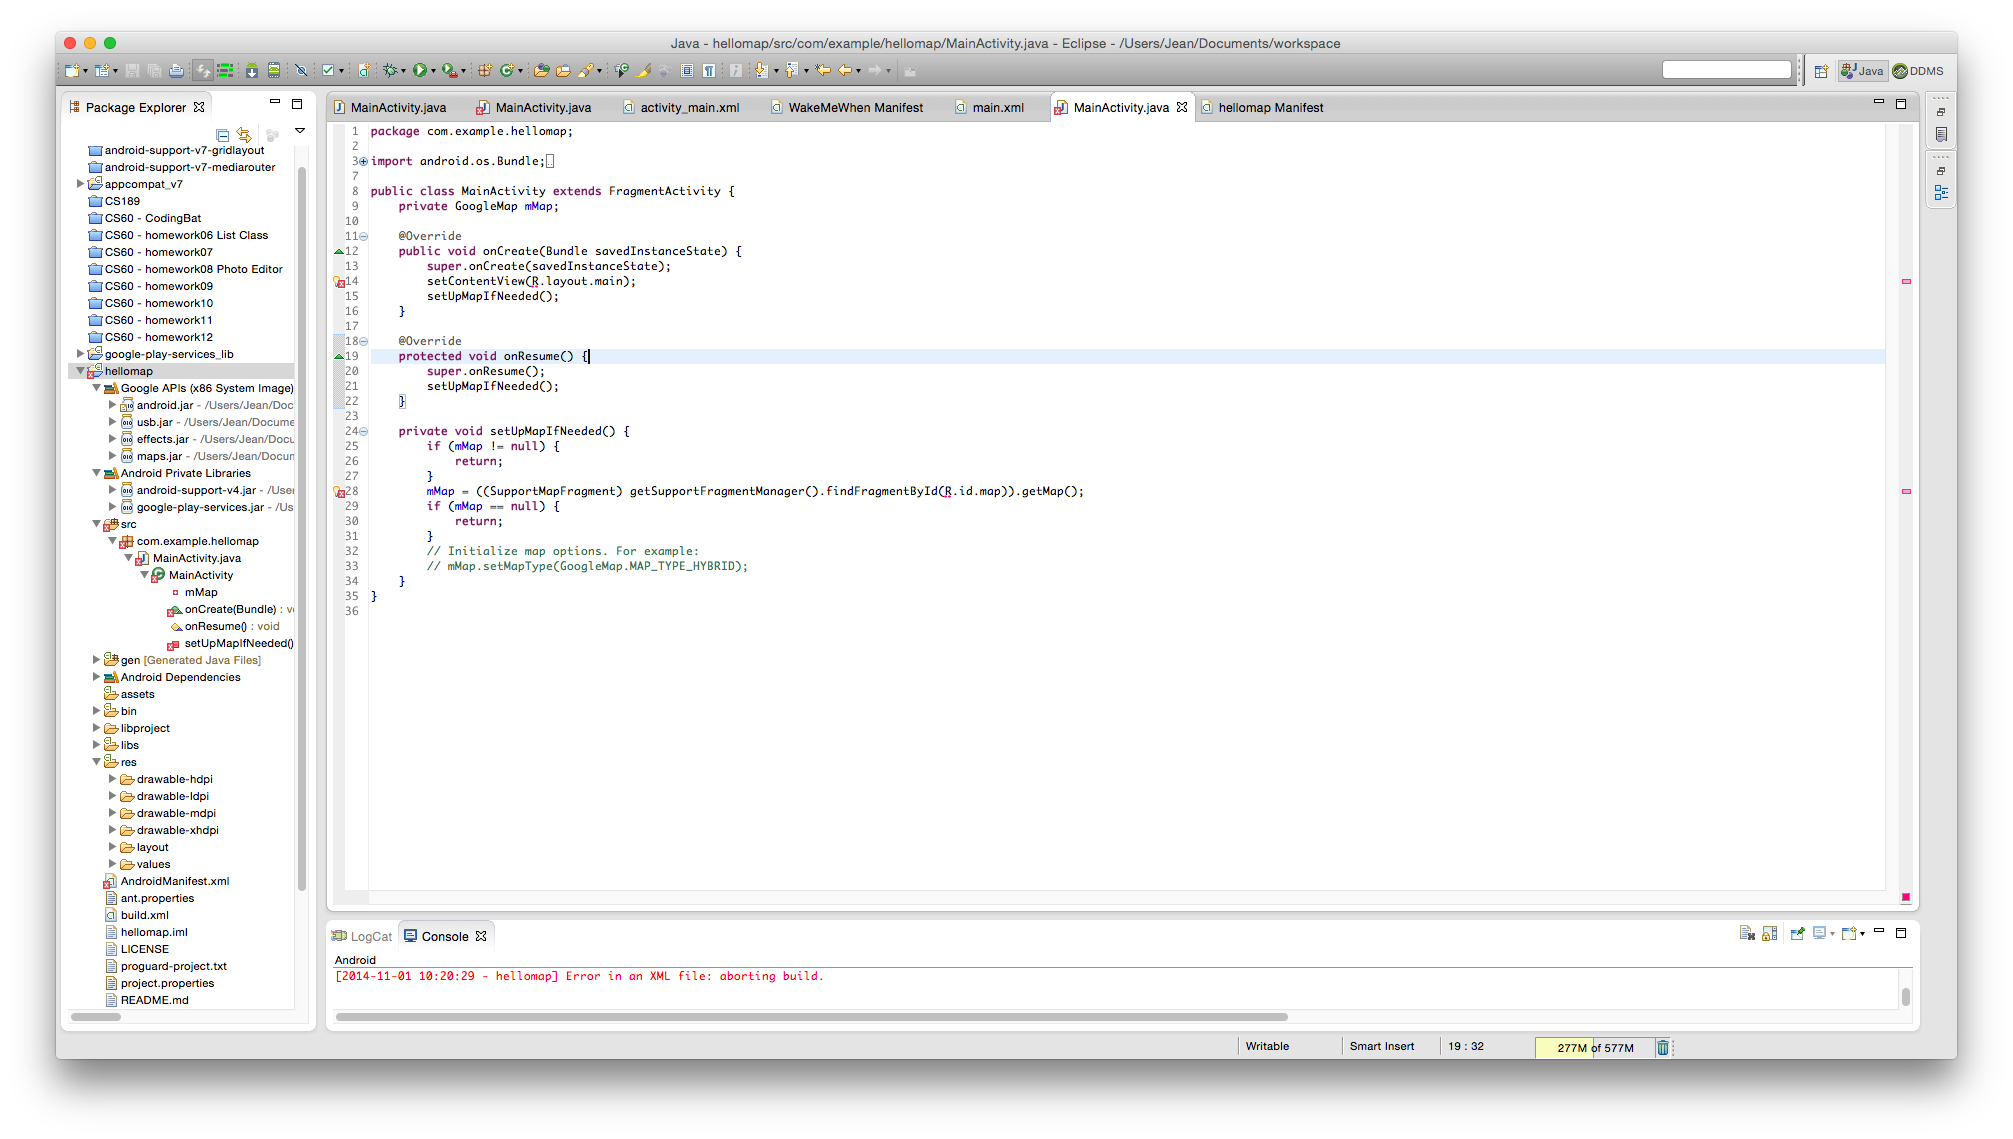 Java - hellomap/src/com/example/hellomap/MainActivity.java - Eclipse - /Users/Jean/Documents/workspace
Java
DDMS
Package Explorer
android-support-v7-gridlayout
android-support-v7-mediarouter
appcompat_v7
CS189
CS60 - CodingBat
CS60 - homework06 List Class
CS60 - homework07
CS60 - homework08 Photo Editor
CS60 - homework09
CS60 - homework10
CS60 - homework11
CS60 - homework12
google-play-services_lib
hellomap
Google APIs (x86 System Image)
android.jar - /Users/Jean/Doc
usb.jar - /Users/Jean/Docume
effects.jar - /Users/Jean/Docu
maps.jar - /Users/Jean/Docum
Android Private Libraries
android-support-v4.jar - /User
google-play-services.jar - /Us
src
com.example.hellomap
MainActivity.java
MainActivity
mMap
onCreate(Bundle) : v
onResume() : void
setUpMapIfNeeded()
gen [Generated Java Files]
Android Dependencies
assets
bin
libproject
libs
res
drawable-hdpi
drawable-ldpi
drawable-mdpi
drawable-xhdpi
layout
values
AndroidManifest.xml
ant.properties
build.xml
hellomap.iml
LICENSE
proguard-project.txt
project.properties
README.md
MainActivity.java
MainActivity.java
activity_main.xml
WakeMeWhen Manifest
main.xml
MainActivity.java
hellomap Manifest
1 package com.example.hellomap;
2
3 import android.os.Bundle;
7
8 public class MainActivity extends FragmentActivity {
9 private GoogleMap mMap;
10
11 @Override
12 public void onCreate(Bundle savedInstanceState) {
13 super.onCreate(savedInstanceState);
14 setContentView(R.layout.main);
15 setUpMapIfNeeded();
16 }
17
18 @Override
19 protected void onResume() {
20 super.onResume();
21 setUpMapIfNeeded();
22 }
23
24 private void setUpMapIfNeeded() {
25 if (mMap != null) {
26 return;
27 }
28 mMap = ((SupportMapFragment) getSupportFragmentManager().findFragmentById(R.id.map)).getMap();
29 if (mMap == null) {
30 return;
31 }
32 // Initialize map options. For example:
33 // mMap.setMapType(GoogleMap.MAP_TYPE_HYBRID);
34 }
35 }
36
LogCat
Console
Android
[2014-11-01 10:20:29 - hellomap] Error in an XML file: aborting build.
Writable
Smart Insert
19 : 32
277M of 577M